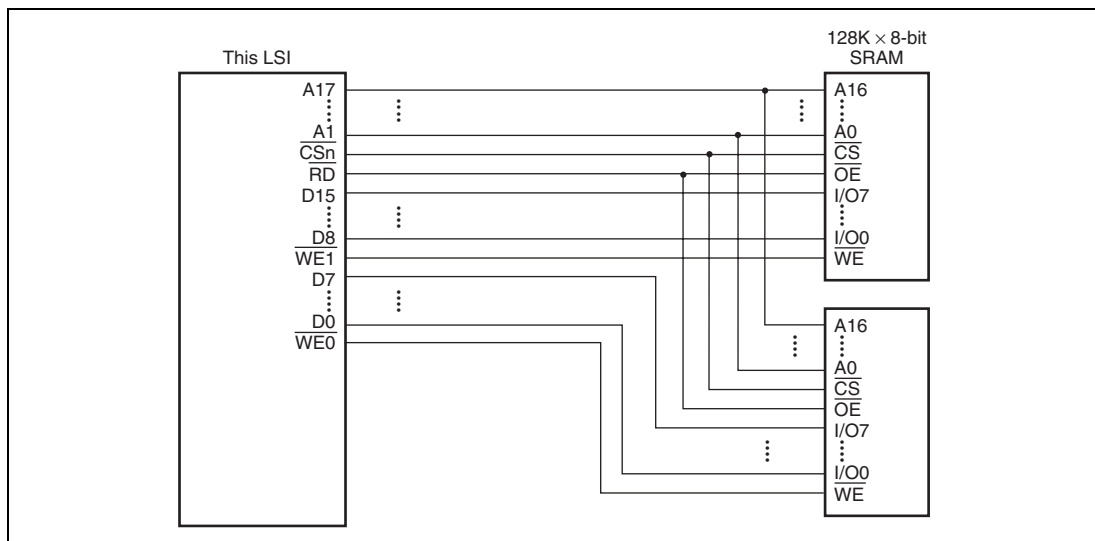 This LSI
128K × 8-bit
SRAM
A17
A1
CSn
RD
D15
D8
WE1
D7
D0
WE0
A16
A0
CS
OE
I/O7
I/O0
WE
A16
A0
CS
OE
I/O7
I/O0
WE